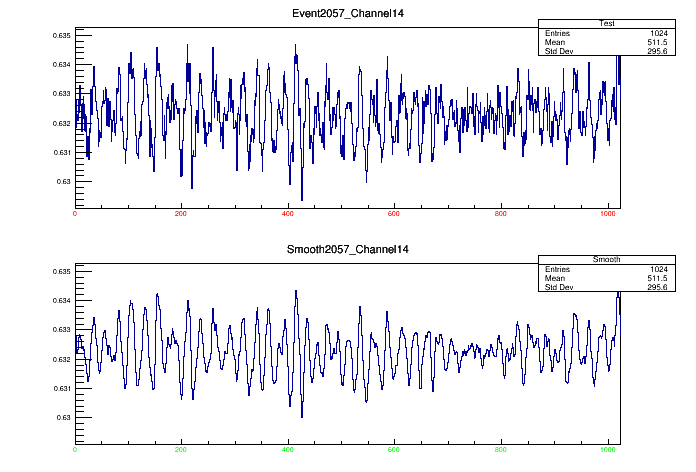 Event2057_Channel14
Test
Entries 1024
Mean 511.5
Std Dev 295.6
0.635
0.634
0.633
0.632
0.631
0.63
0 200 400 600 800 1000
Smooth2057_Channel14
Smooth
Entries 1024
Mean 511.5
Std Dev 295.6
0.635
0.634
0.633
0.632
0.631
0.63
0 200 400 600 800 1000